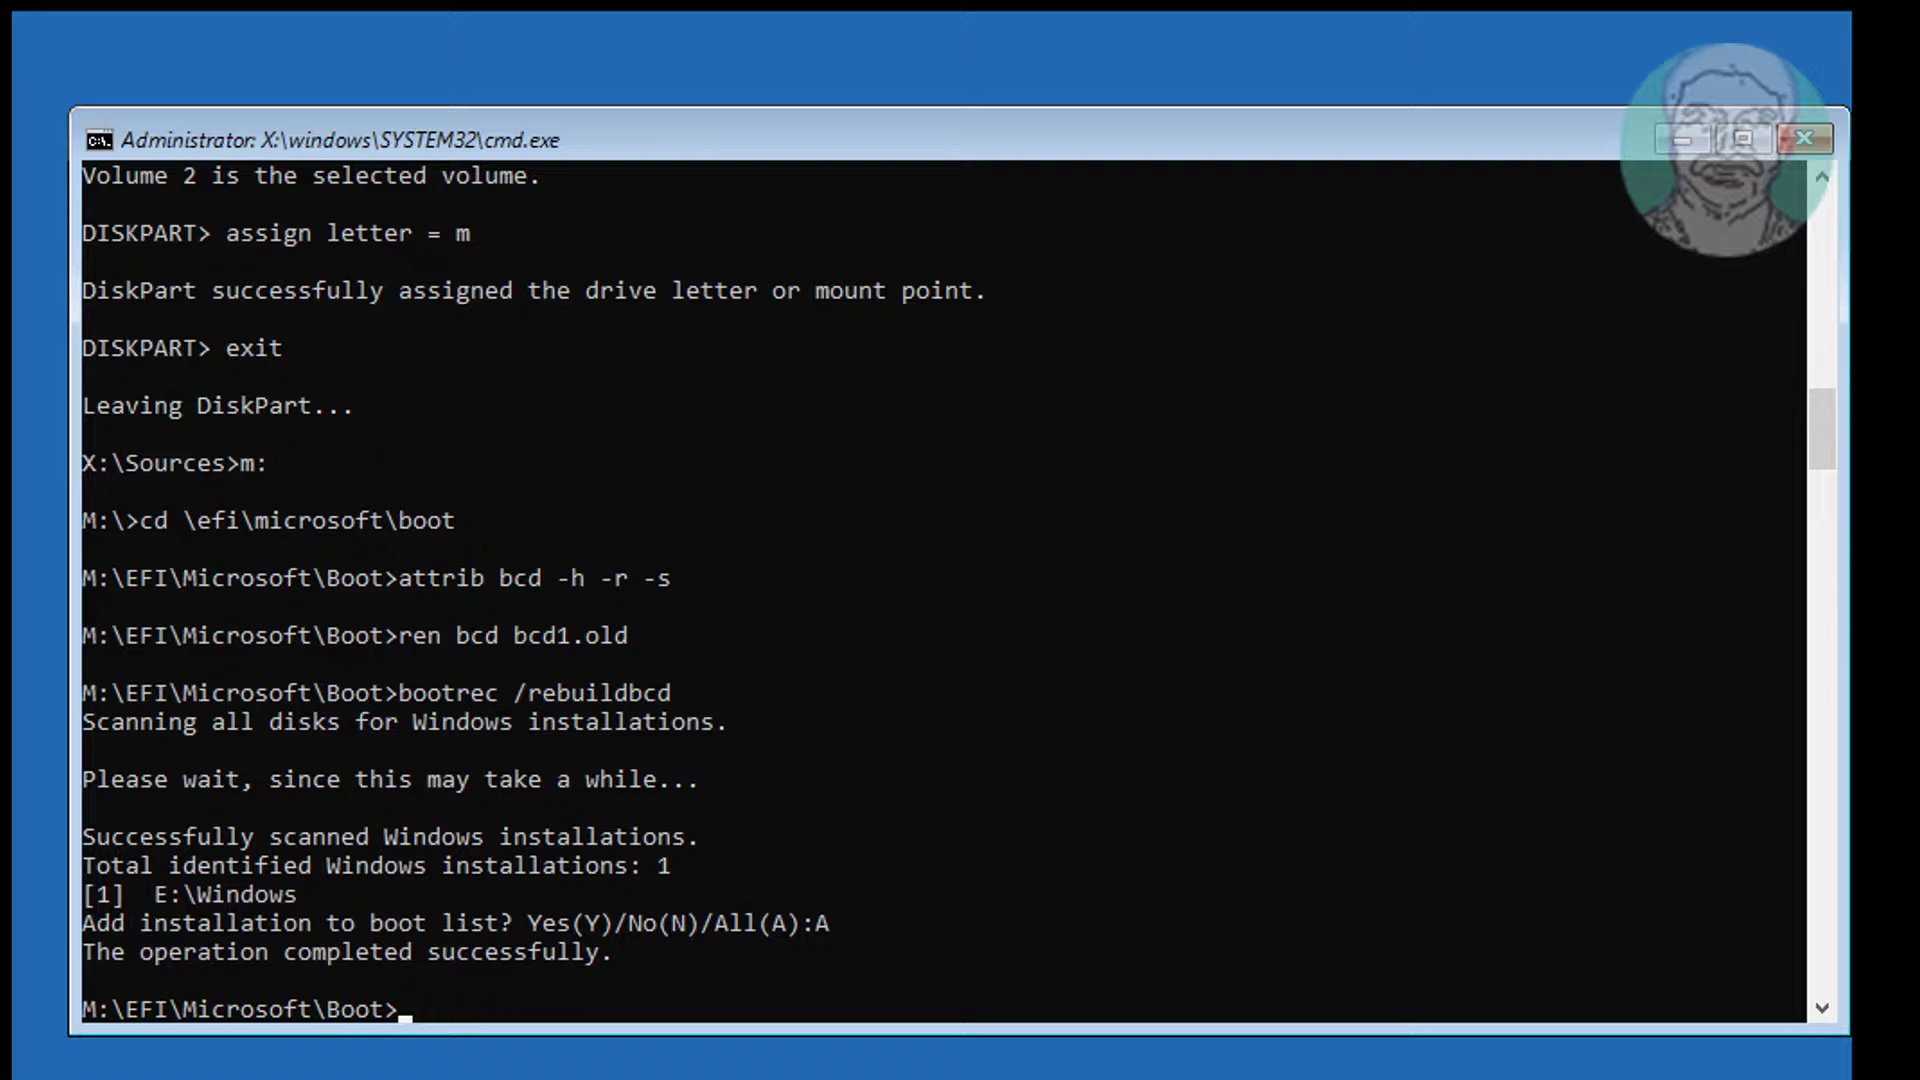 Administrator: X:\windows\SYSTEM32\cmd.exe
Volume 2 is the selected volume.
DISKPART> assign letter = m
DiskPart successfully assigned the drive letter or mount point.
DISKPART> exit
Leaving DiskPart...
X:\Sources>m:
M:\>cd \efi\microsoft\boot
M:\EFI\Microsoft\Boot>attrib bcd -h -r -s
M:\EFI\Microsoft\Boot>ren bcd bcd1.old
M:\EFI\Microsoft\Boot>bootrec /rebuildbcd
Scanning all disks for Windows installations.
Please wait, since this may take a while...
Successfully scanned Windows installations.
Total identified Windows installations: 1
[1]  E:\Windows
Add installation to boot list? Yes(Y)/No(N)/All(A):A
The operation completed successfully.
M:\EFI\Microsoft\Boot>